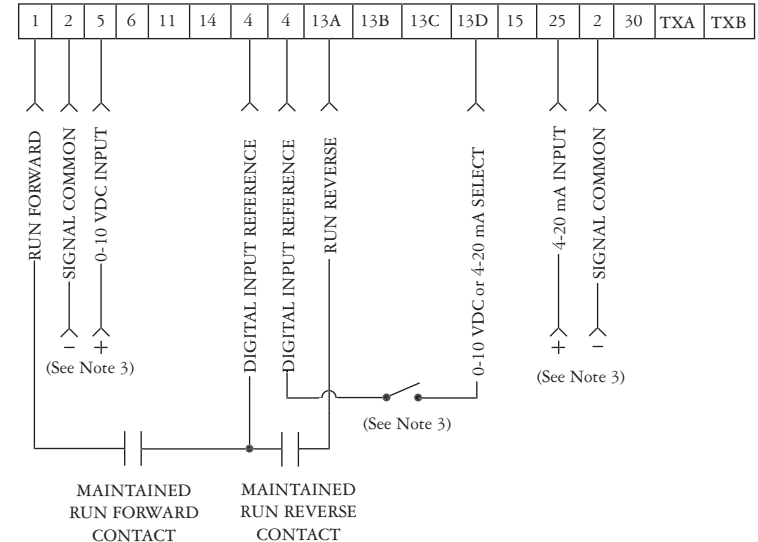 1 2 5 6 11 14 4 4 13A 13B 13C 13D 15 25 2 30 TXA TXB
RUN FORWARD
SIGNAL COMMON
0-10 VDC INPUT
DIGITAL INPUT REFERENCE
DIGITAL INPUT REFERENCE
RUN REVERSE
0-10 VDC or 4-20 mA SELECT
4-20 mA INPUT
SIGNAL COMMON
− +
(See Note 3)
+ −
(See Note 3)
(See Note 3)
MAINTAINED
RUN FORWARD
CONTACT
MAINTAINED
RUN REVERSE
CONTACT